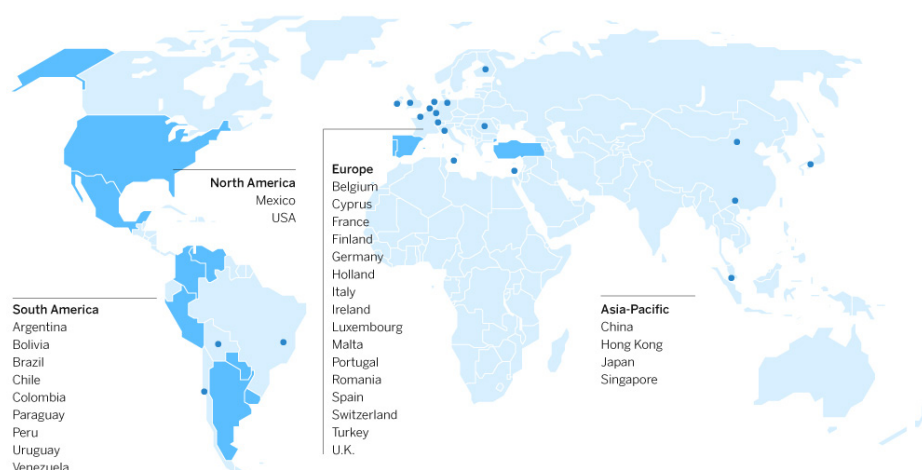 North America
Mexico
USA
South America
Argentina
Bolivia
Brazil
Chile
Colombia
Paraguay
Peru
Uruguay
Venezuela
Europe
Belgium
Cyprus
France
Finland
Germany
Holland
Italy
Ireland
Luxembourg
Malta
Portugal
Romania
Spain
Switzerland
Turkey
U.K.
Asia-Pacific
China
Hong Kong
Japan
Singapore